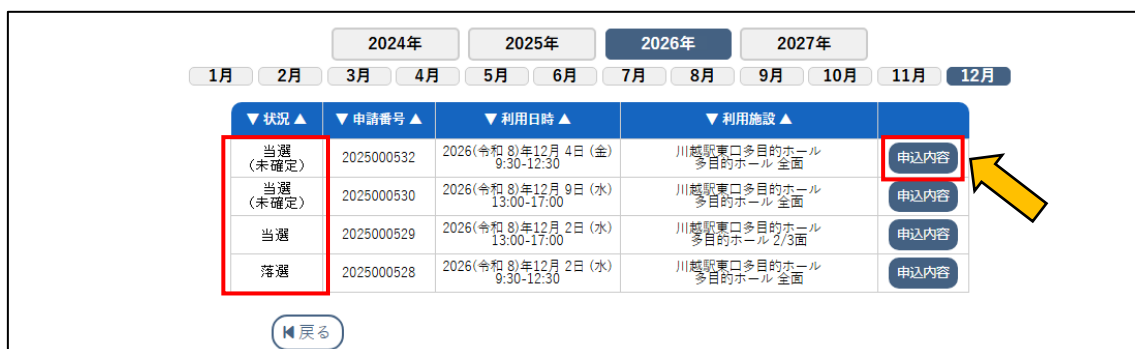 2024年 2025年 2026年 2027年
1月 2月 3月 4月 5月 6月 7月 8月 9月 10月 11月 12月
▼ 状況 ▲ ▼ 申請番号 ▲ ▼ 利用日時 ▲ ▼ 利用施設 ▲
当選
(未確定)
2025000532
2026(令和 8)年12月 4日 (金)
9:30-12:30
川越駅東口多目的ホール
多目的ホール 全面
申込内容
当選
(未確定)
2025000530
2026(令和 8)年12月 9日 (水)
13:00-17:00
川越駅東口多目的ホール
多目的ホール 全面
申込内容
当選
2025000529
2026(令和 8)年12月 2日 (水)
13:00-17:00
川越駅東口多目的ホール
多目的ホール 2/3面
申込内容
落選
2025000528
2026(令和 8)年12月 2日 (水)
9:30-12:30
川越駅東口多目的ホール
多目的ホール 全面
申込内容
戻る